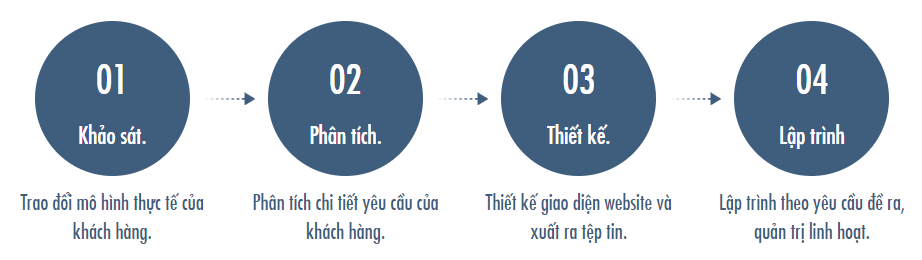 01
Khảo sát.
Trao đổi mô hình thực tế của
khách hàng.
02
Phân tích.
Phân tích chi tiết yêu cầu của
khách hàng.
03
Thiết kế.
Thiết kế giao diện website và
xuất ra tệp tin.
04
Lập trình
Lập trình theo yêu cầu đề ra,
quản trị linh hoạt.